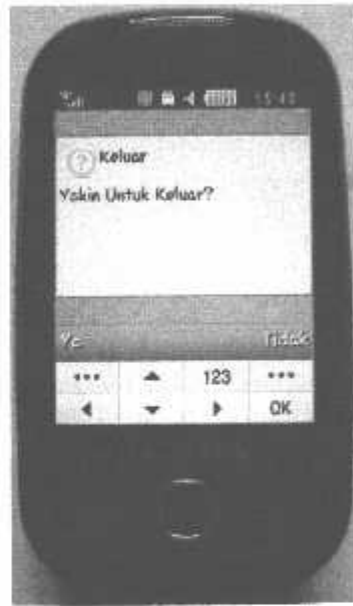 Keluar
Yakin Untuk Keluar?
Ya Tidak
••• 123 •••
OK